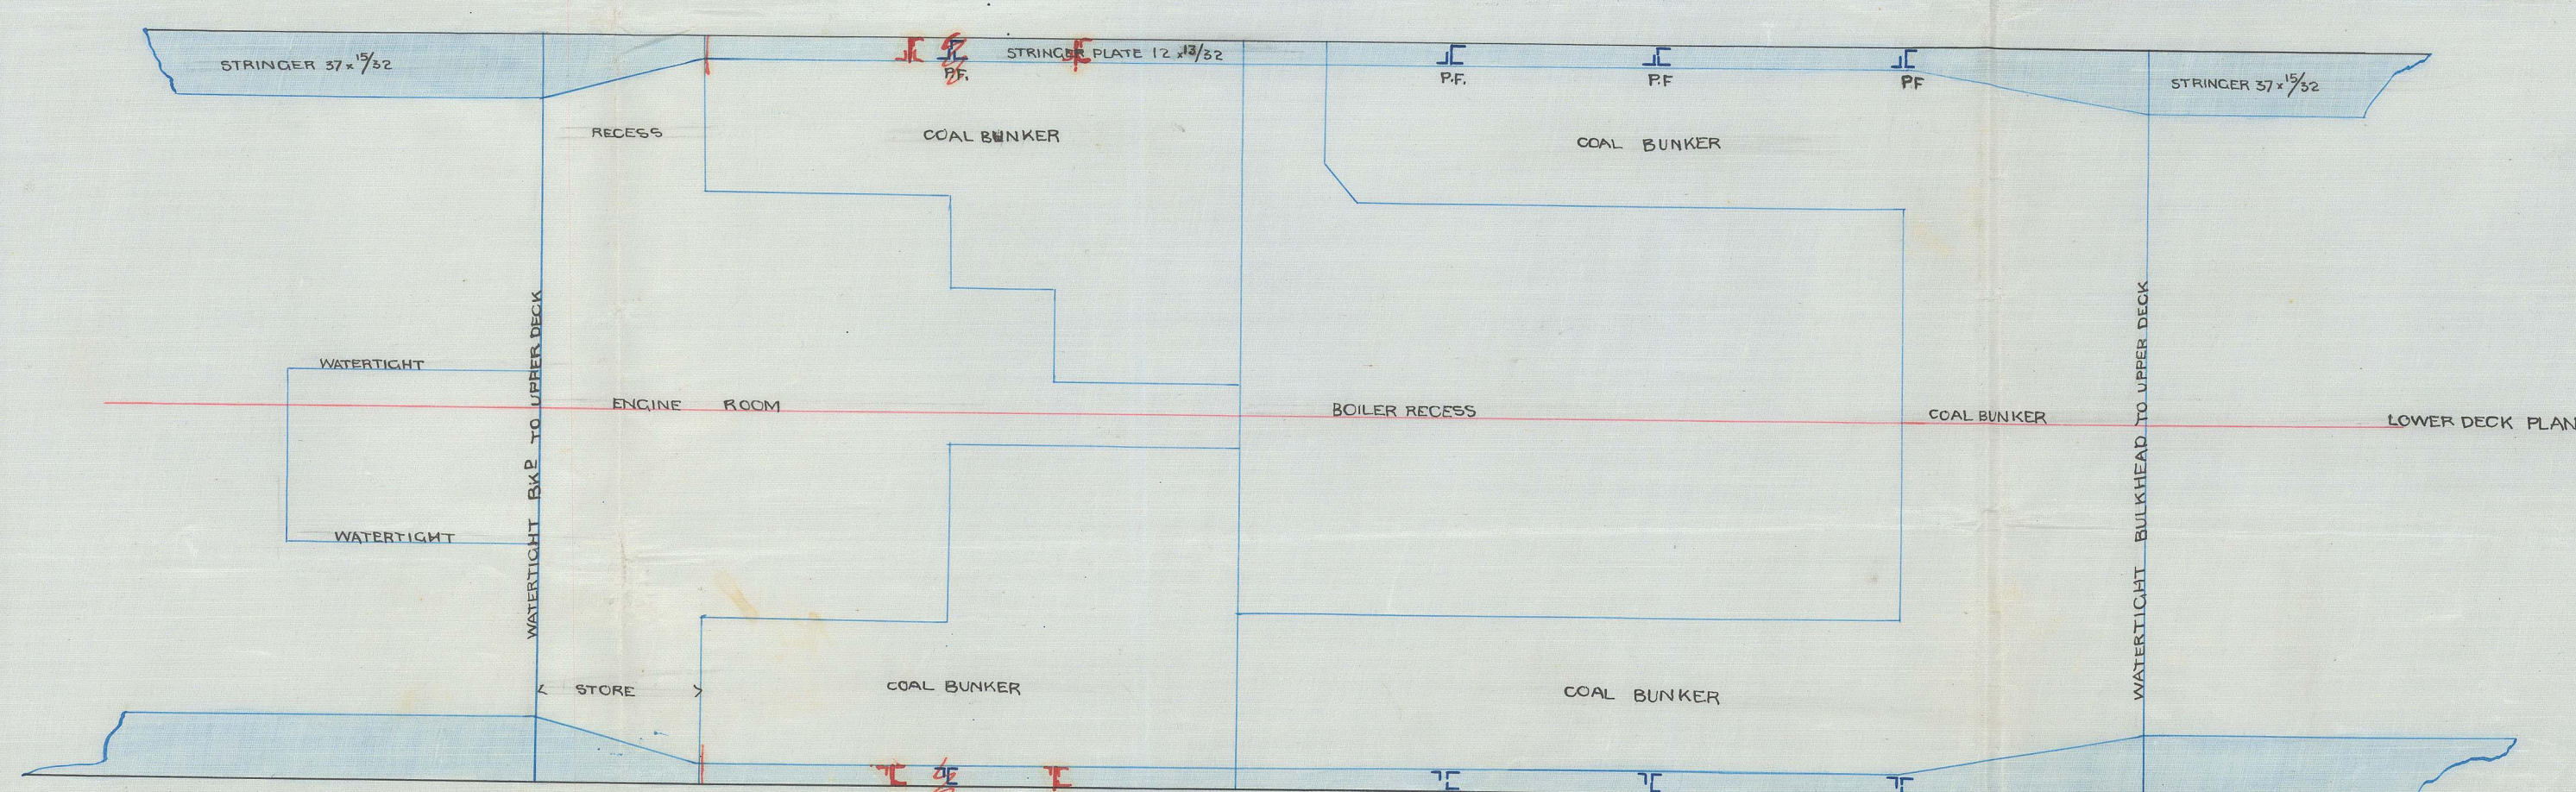 STRINGER 37 x 15/32
STRINGER PLATE 12 x 13/32
P.F.
P.F.
P.F
PF
STRINGER 37 x 15/32
RECESS
COAL BUNKER
COAL BUNKER
WATERTIGHT
WATERTIGHT BKD TO UPPER DECK
ENGINE ROOM
BOILER RECESS
COAL BUNKER
WATERTIGHT BULKHEAD TO UPPER DECK
LOWER DECK PLAN
WATERTIGHT
< STORE >
COAL BUNKER
COAL BUNKER